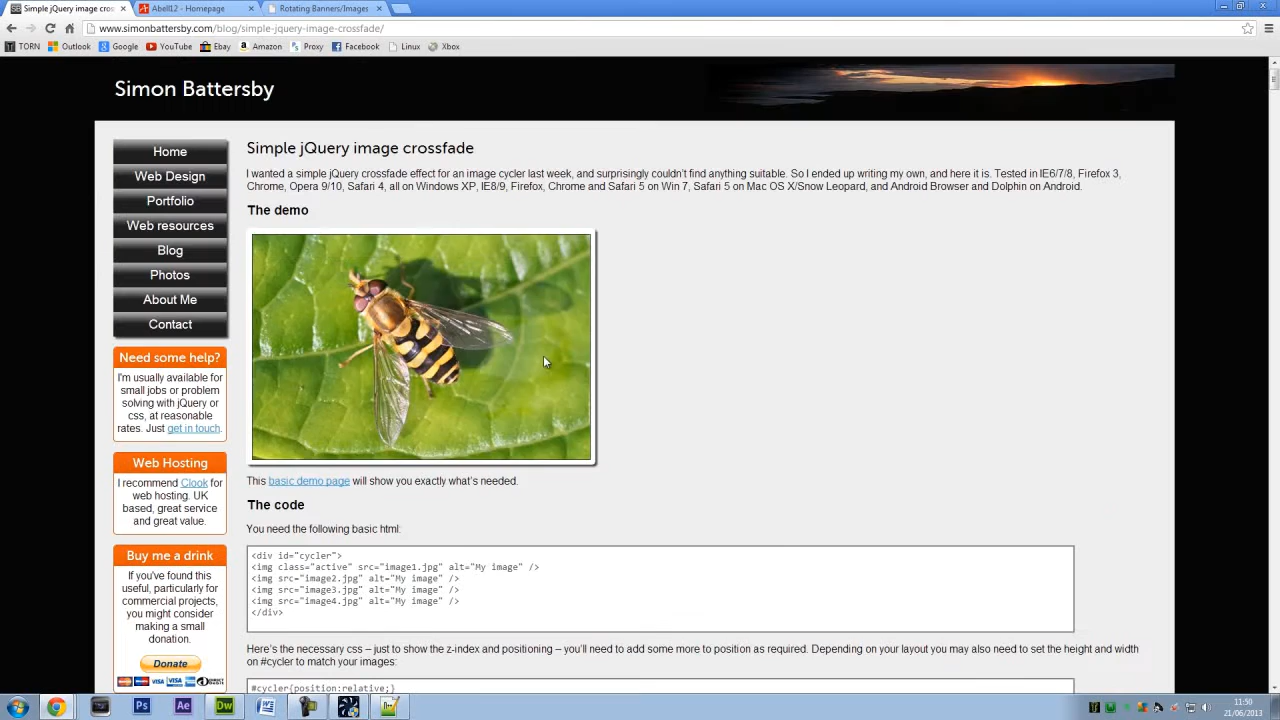 Simple jQuery image cros
Abell12 - Homepage
Rotating Banners/Images
www.simonbattersby.com/blog/simple-jquery-image-crossfade/
TORN
Outlook
Google
YouTube
Ebay
Amazon
Proxy
Facebook
Linux
Xbox
Simon Battersby
Home
Web Design
Portfolio
Web resources
Blog
Photos
About Me
Contact
Need some help?
I'm usually available for
small jobs or problem
solving with jQuery or
css, at reasonable
rates. Just get in touch.
Web Hosting
I recommend Clook for
web hosting. UK
based, great service
and great value.
Buy me a drink
If you've found this
useful, particularly for
commercial projects,
you might consider
making a small
donation.
Donate
Simple jQuery image crossfade
I wanted a simple jQuery crossfade effect for an image cycler last week, and surprisingly couldn't find anything suitable. So I ended up writing my own, and here it is. Tested in IE6/7/8, Firefox 3,
Chrome, Opera 9/10, Safari 4, all on Windows XP, IE8/9, Firefox, Chrome and Safari 5 on Win 7, Safari 5 on Mac OS X/Snow Leopard, and Android Browser and Dolphin on Android.
The demo
This basic demo page will show you exactly what's needed.
The code
You need the following basic html:
<div id="cycler">
<img class="active" src="image1.jpg" alt="My image" />
<img src="image2.jpg" alt="My image" />
<img src="image3.jpg" alt="My image" />
<img src="image4.jpg" alt="My image" />
</div>
Here's the necessary css – just to show the z-index and positioning – you'll need to add some more to position as required. Depending on your layout you may also need to set the height and width
on #cycler to match your images:
#cycler{position:relative;}
Ps
Ae
Dw
11:50
21/06/2013